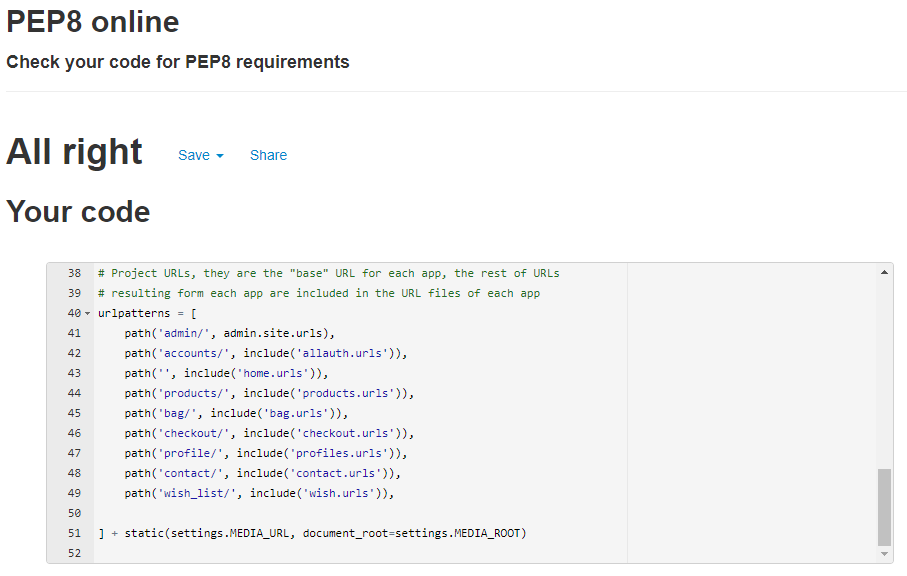 PEP8 online
Check your code for PEP8 requirements
All right Save Share
Your code
38 # Project URLs, they are the "base" URL for each app, the rest of URLs
39 # resulting form each app are included in the URL files of each app
40 urlpatterns = [
41     path('admin/', admin.site.urls),
42     path('accounts/', include('allauth.urls')),
43     path('', include('home.urls')),
44     path('products/', include('products.urls')),
45     path('bag/', include('bag.urls')),
46     path('checkout/', include('checkout.urls')),
47     path('profile/', include('profiles.urls')),
48     path('contact/', include('contact.urls')),
49     path('wish_list/', include('wish.urls')),
50
51 ] + static(settings.MEDIA_URL, document_root=settings.MEDIA_ROOT)
52